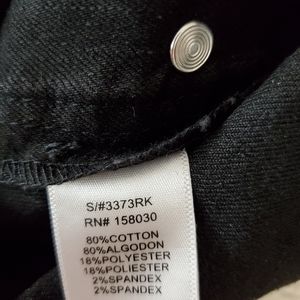 S/#3373RK
RN# 158030
80%COTTON
80%ALGODON
18%POLYESTER
18%POLIESTER
2%SPANDEX
2%SPANDEX